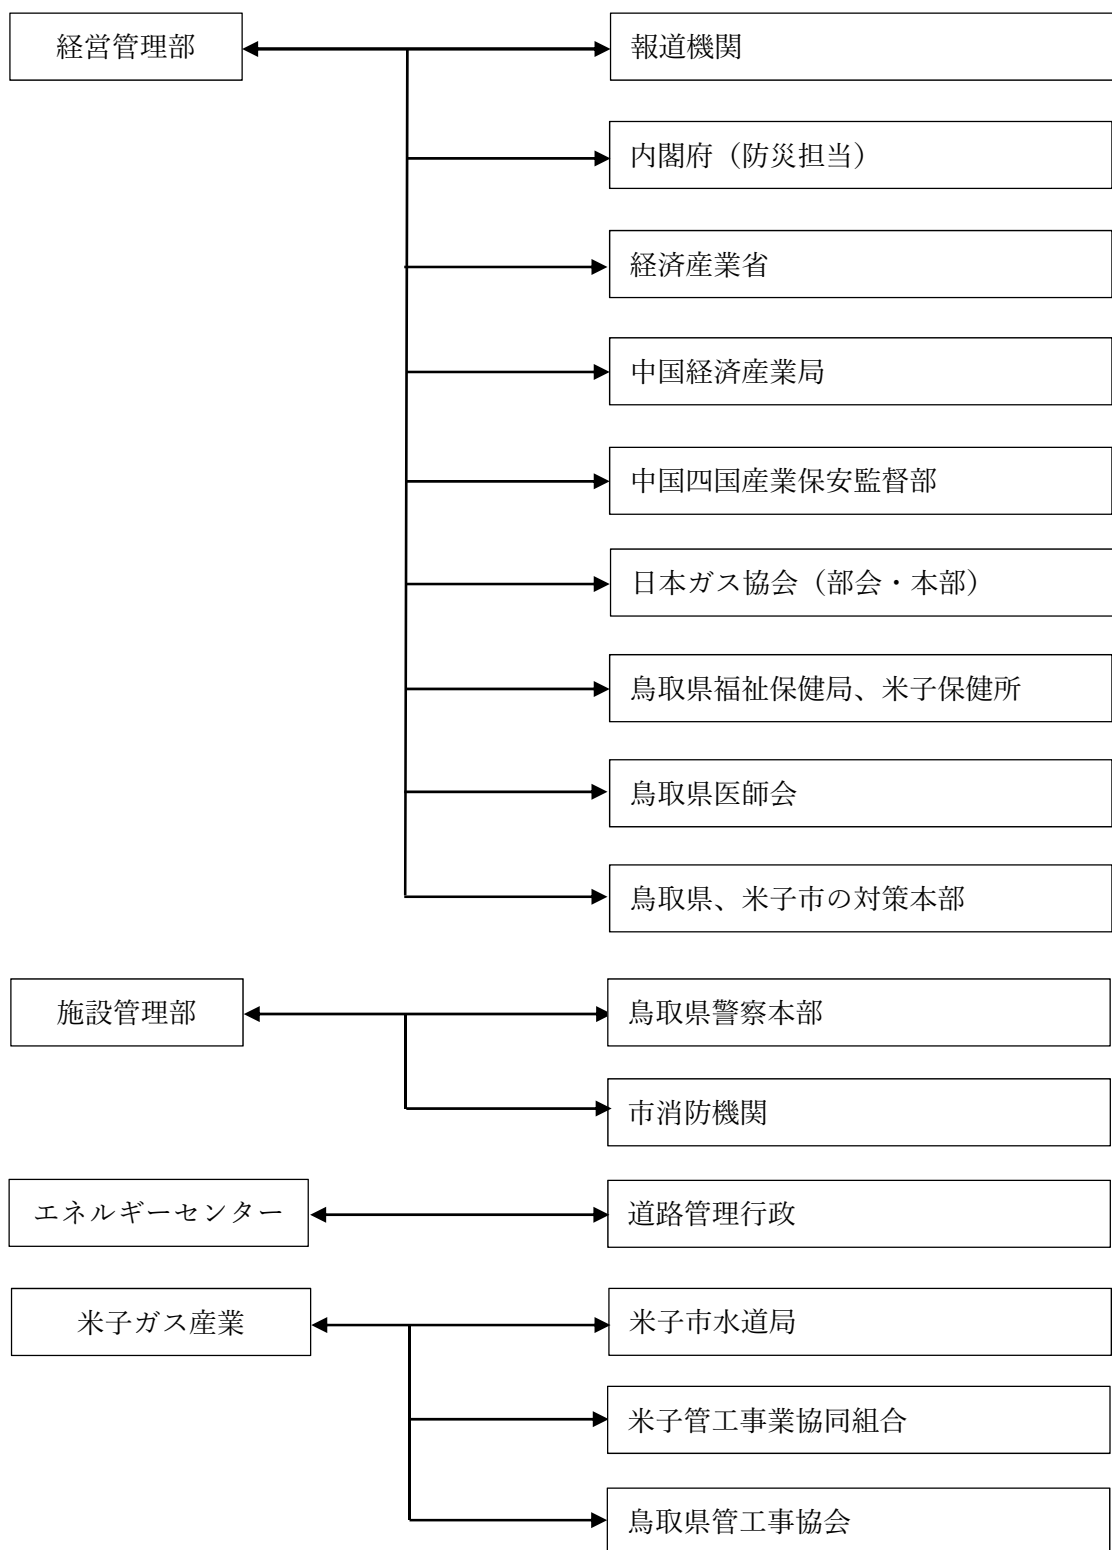 経営管理部
報道機関
内閣府（防災担当）
経済産業省
中国経済産業局
中国四国産業保安監督部
日本ガス協会（部会・本部）
鳥取県福祉保健局、米子保健所
鳥取県医師会
鳥取県、米子市の対策本部
施設管理部
鳥取県警察本部
市消防機関
エネルギーセンター
道路管理行政
米子ガス産業
米子市水道局
米子管工事業協同組合
鳥取県管工事協会